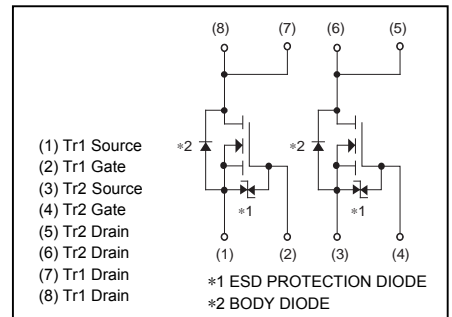 (8) (7) (6) (5)
∗2 ∗2
∗1 ∗1
(1) (2) (3) (4)
(1) Tr1 Source
(2) Tr1 Gate
(3) Tr2 Source
(4) Tr2 Gate
(5) Tr2 Drain
(6) Tr2 Drain
(7) Tr1 Drain
(8) Tr1 Drain
∗1 ESD PROTECTION DIODE
∗2 BODY DIODE